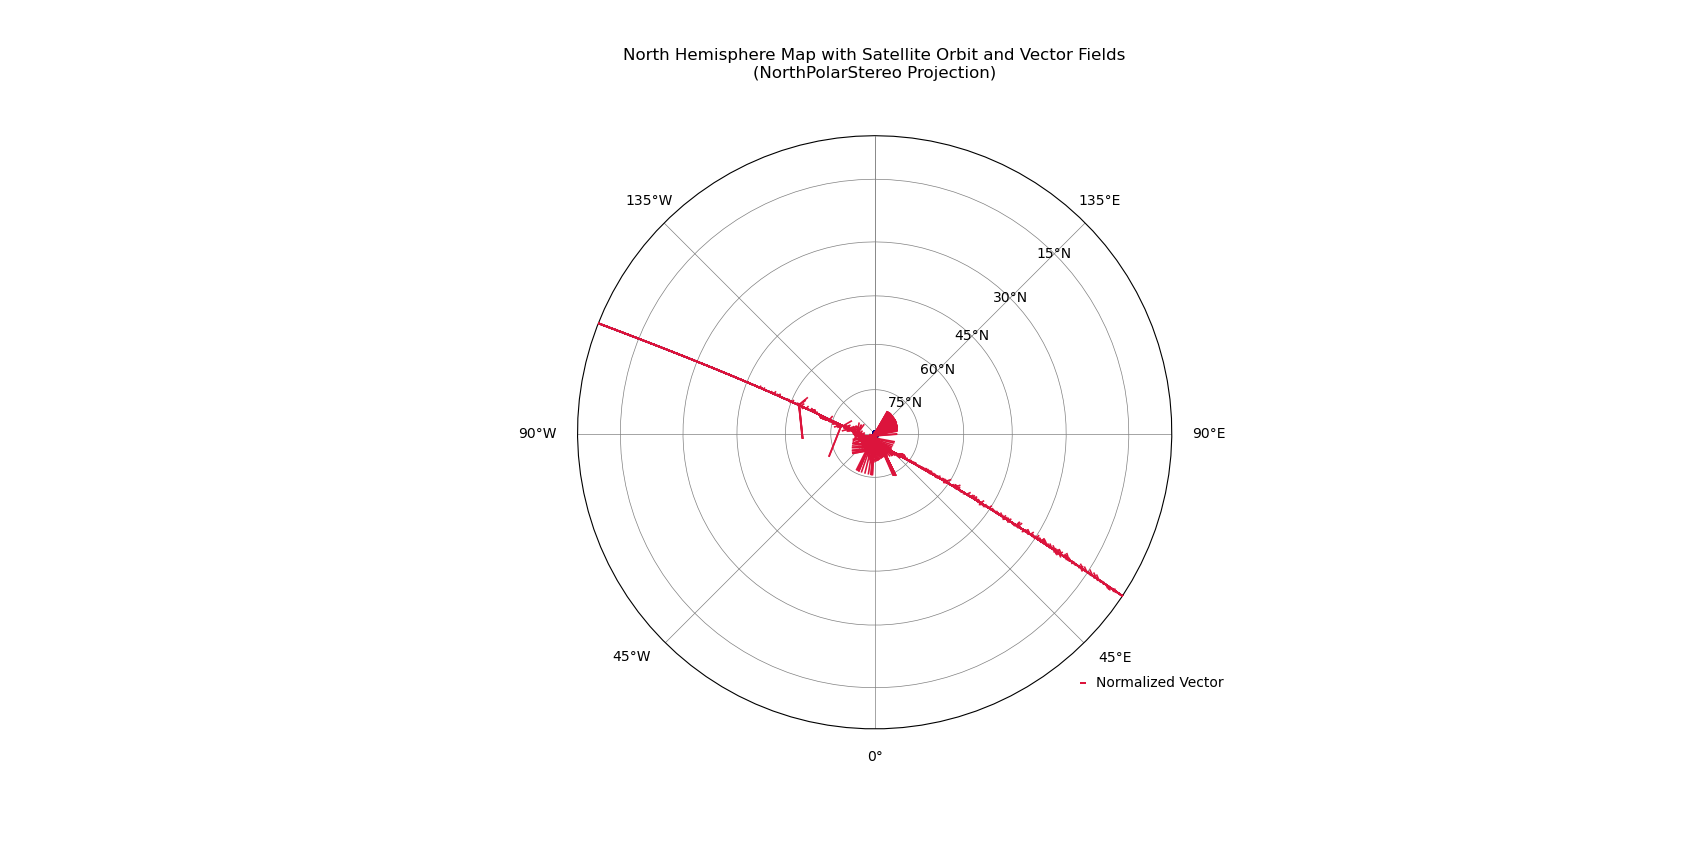 North Hemisphere Map with Satellite Orbit and Vector Fields
(NorthPolarStereo Projection)
135°W
135°E
15°N
30°N
45°N
60°N
75°N
90°W
90°E
45°W
45°E
Normalized Vector
0°